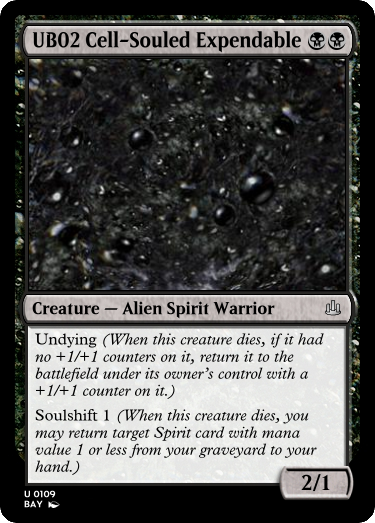 UB02 Cell-Souled Expendable
Creature — Alien Spirit Warrior
Undying (When this creature dies, if it had
no +1/+1 counters on it, return it to the
battlefield under its owner's control with a
+1/+1 counter on it.)
Soulshift 1 (When this creature dies, you
may return target Spirit card with mana
value 1 or less from your graveyard to your
hand.)
2/1
U 0109
BAY